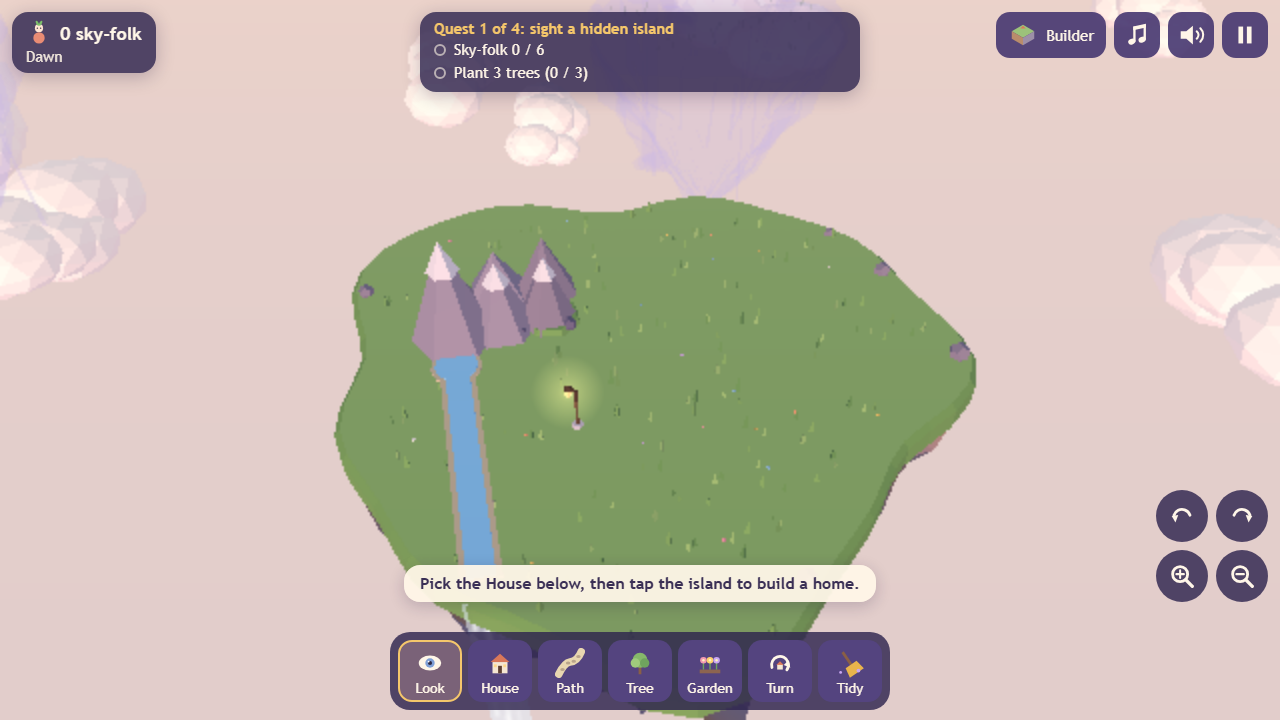 0 sky-folk
Dawn
Quest 1 of 4: sight a hidden island
Sky-folk 0 / 6
Plant 3 trees (0 / 3)
Builder
Pick the House below, then tap the island to build a home.
Look
House
Path
Tree
Garden
Turn
Tidy